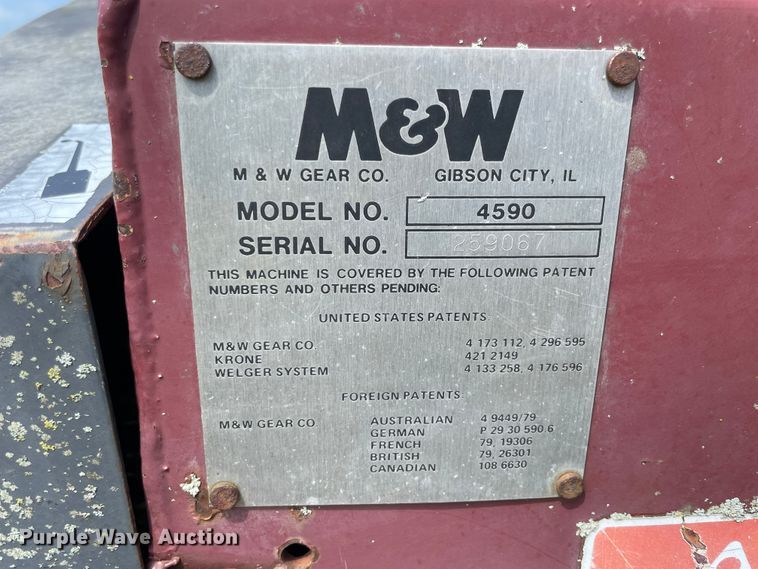 M&W
M & W GEAR CO. GIBSON CITY, IL
MODEL NO. 4590
SERIAL NO. 259067
THIS MACHINE IS COVERED BY THE FOLLOWING PATENT
NUMBERS AND OTHERS PENDING:
UNITED STATES PATENTS
M&W GEAR CO. 4 173 112, 4 296 595
KRONE 421 2149
WELGER SYSTEM 4 133 258, 4 176 596
FOREIGN PATENTS:
M&W GEAR CO AUSTRALIAN 4 9449/79
GERMAN P 29 30 590 6
FRENCH 79, 19306
BRITISH 79, 26301
CANADIAN 108 6630
Purple Wave Auction